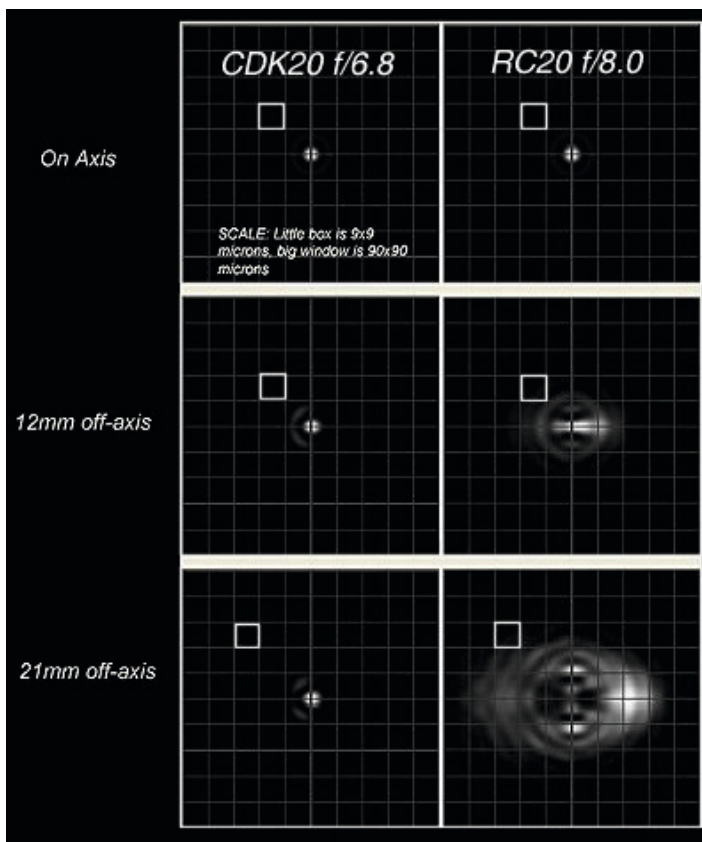 CDK20 f/6.8
RC20 f/8.0
On Axis
SCALE: Little box is 9x9
microns, big window is 90x90
microns
12mm off-axis
21mm off-axis